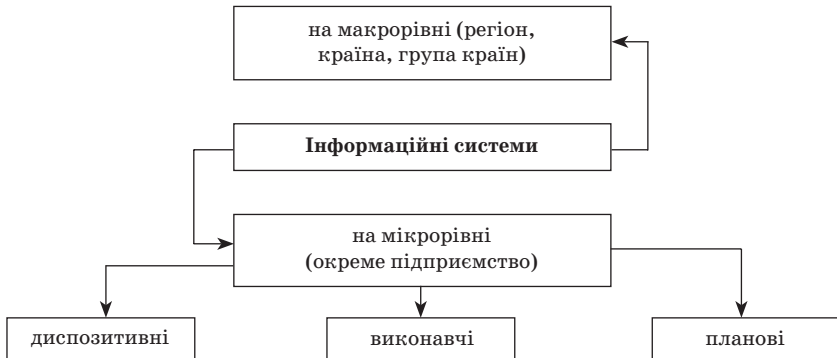 на макрорівні (регіон,
країна, група країн)
Інформаційні системи
на мікрорівні
(окреме підприємство)
диспозитивні
виконавчі
планові